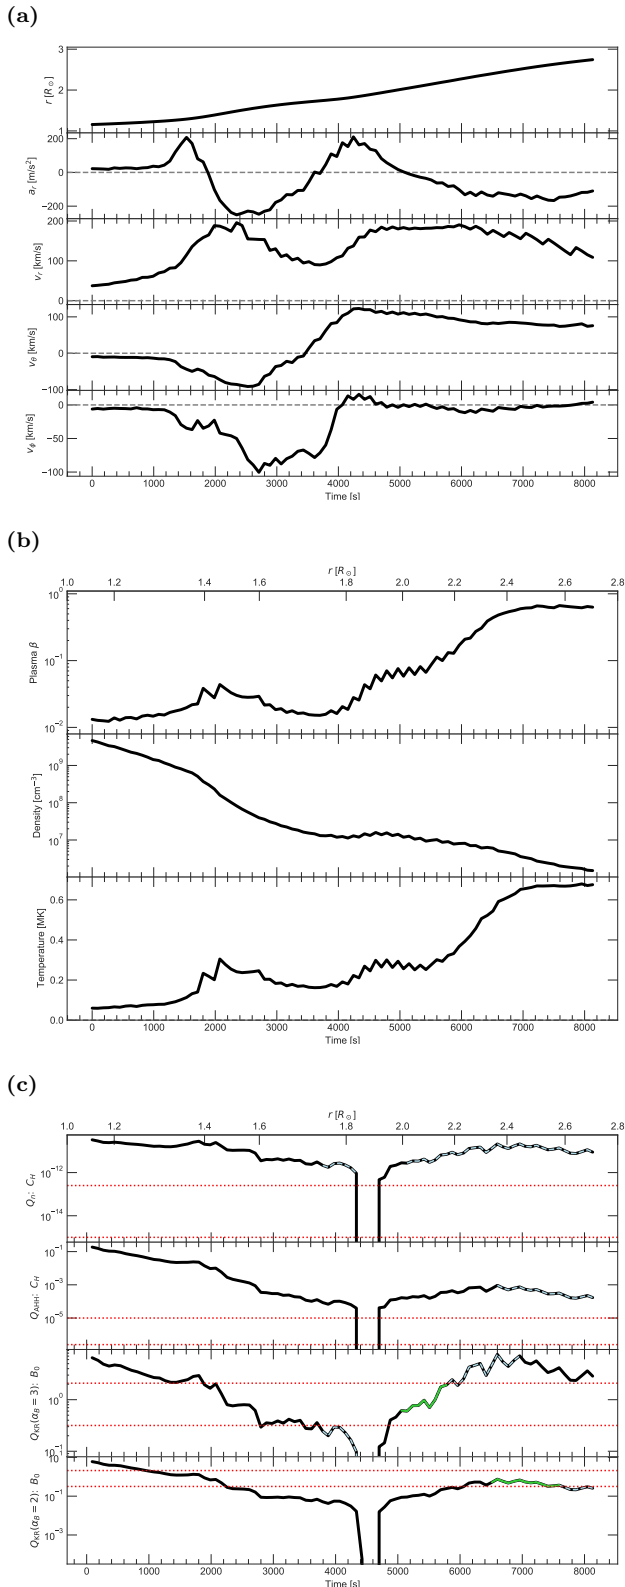 (a)
r [R⊙]
3
2
1
a_r [m/s²]
200
0
−200
v_r [km/s]
200
100
0
v_θ [km/s]
100
0
−100
v_ϕ [km/s]
0
−50
−100
0 1000 2000 3000 4000 5000 6000 7000 8000
Time [s]
(b)
r [R⊙]
1.0 1.2 1.4 1.6 1.8 2.0 2.2 2.4 2.6 2.8
Plasma β
10⁰
10⁻¹
10⁻²
Density [cm⁻³]
10⁹
10⁸
10⁷
Temperature [MK]
0.6
0.4
0.2
0.0
0 1000 2000 3000 4000 5000 6000 7000 8000
Time [s]
(c)
r [R⊙]
1.0 1.2 1.4 1.6 1.8 2.0 2.2 2.4 2.6 2.8
Q_n: C_H
10⁻¹²
10⁻¹⁴
Q_AHH: C_H
10⁻¹
10⁻³
10⁻⁵
Q_KR(α_B = 3): B_0
10⁰
10⁻¹
Q_KR(α_B = 2): B_0
10
10⁻¹
10⁻³
0 1000 2000 3000 4000 5000 6000 7000 8000
Time [s]